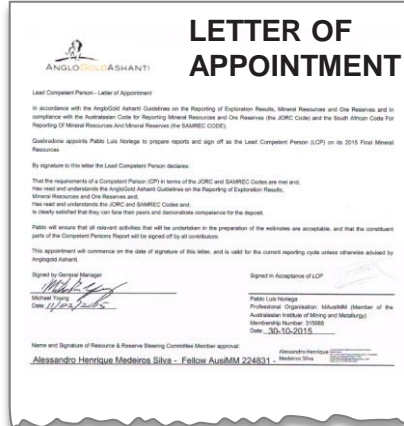 LETTER OF
APPOINTMENT
ANGLOGOLDASHANTI
Lead Competent Person - Letter of Appointment
In accordance with the AngloGold Ashanti Guidelines on the Reporting of Exploration Results, Mineral Resources and Ore Reserves and in
compliance with the Australasian Code for Reporting Mineral Resources and Ore Reserves (the JORC Code) and the South African Code For
Reporting Of Mineral Resources And Mineral Reserves (the SAMREC CODE),
Quebradona appoints Pablo Luis Noriega to prepare reports and sign off as the Lead Competent Person (LCP) on its 2015 Final Mineral
Resources
By signature to this letter the Lead Competent Person declares:
That the requirements of a Competent Person (CP) in terms of the JORC and SAMREC Codes are met and;
Has read and understands the AngloGold Ashanti Guidelines on the Reporting of Exploration Results,
Mineral Resources and Ore Reserves and;
Has read and understands the JORC and SAMREC Codes and;
Is clearly satisfied that they can face their peers and demonstrate competence for the deposit.
Pablo will ensure that all relevant activities that will be undertaken in the preparation of the estimates are acceptable, and that the constituent
parts of the Competent Persons Report will be signed off by all contributors.
This appointment will commence on the date of signature of this letter, and is valid for the current reporting cycle unless otherwise advised by
Anglogold Ashanti.
Signed by General Manager
Signed in Acceptance of LCP
Michael Young
Date: 11/02/2015
Pablo Luis Noriega
Professional Organisation: MAusIMM (Member of the
Australasian Institute of Mining and Metallurgy)
Membership Number:
Date: 30-10-2015
Name and Signature of Resource & Reserve Steering Committee Member approval:
Alessandro Henrique Medeiros Silva - Fellow AusIMM 224831 -
Alessandro Henrique
Medeiros Silva